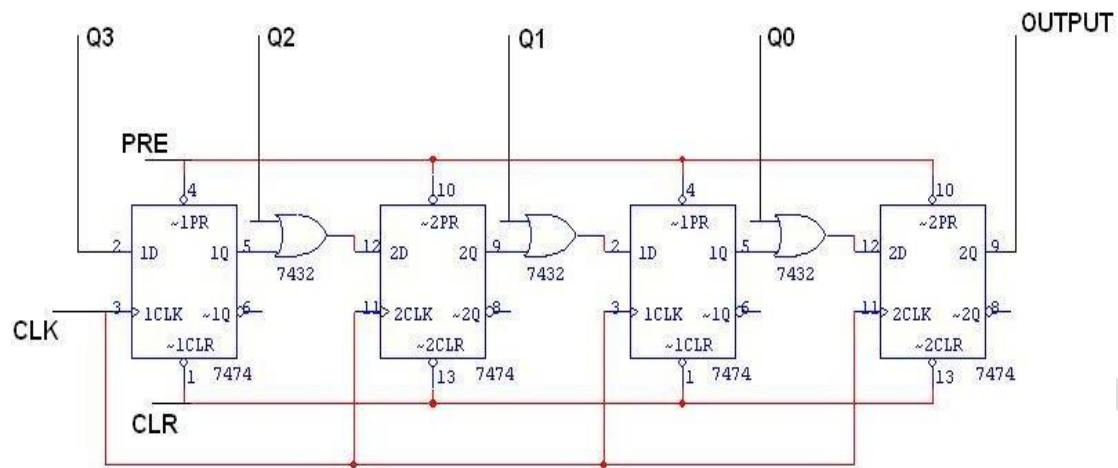 Q3 Q2 Q1 Q0 OUTPUT
PRE
4 10 4 10
~1PR ~2PR ~1PR ~2PR
2 1D 1Q 5 12 2D 2Q 9 2 1D 1Q 5 12 2D 2Q 9
7432 7432 7432
3 1CLK ~1Q 6 11 2CLK ~2Q 8 3 1CLK ~1Q 6 11 2CLK ~2Q 8
CLK
~1CLR ~2CLR ~1CLR ~2CLR
1 7474 13 7474 1 7474 13 7474
CLR